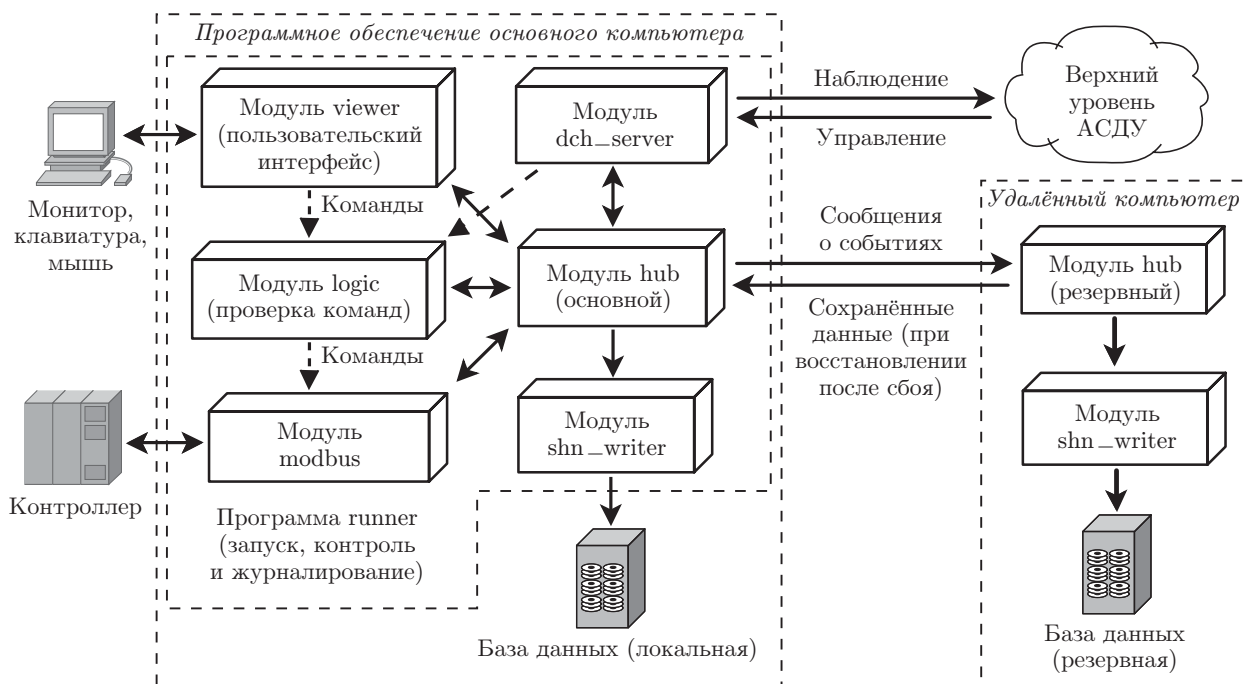 Программное обеспечение основного компьютера
Модуль viewer
(пользовательский
интерфейс)
Модуль
dch_server
Наблюдение
Управление
Верхний
уровень
АСДУ
Монитор,
клавиатура,
мышь
Команды
Модуль logic
(проверка команд)
Модуль hub
(основной)
Сообщения
о событиях
Сохранённые
данные (при
восстановлении
после сбоя)
Удалённый компьютер
Модуль hub
(резервный)
Команды
Модуль
modbus
Модуль
shn_writer
Модуль
shn_writer
Контроллер
Программа runner
(запуск, контроль
и журналирование)
База данных (локальная)
База данных
(резервная)